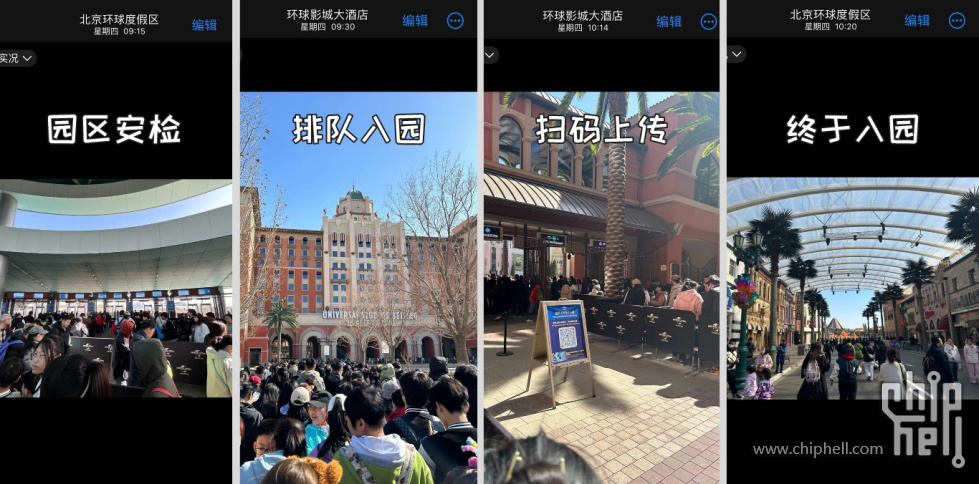 北京环球度假区
星期四 09:15
编辑
实况
园区安检
环球影城大酒店
星期四 09:30
编辑
排队入园
UNIVERSAL STUDIOS BEIJING
环球影城大酒店
星期四 10:14
编辑
扫码上传
北京环球度假区
星期四 10:20
编辑
终于入园
www.chiphell.com
chip
hell